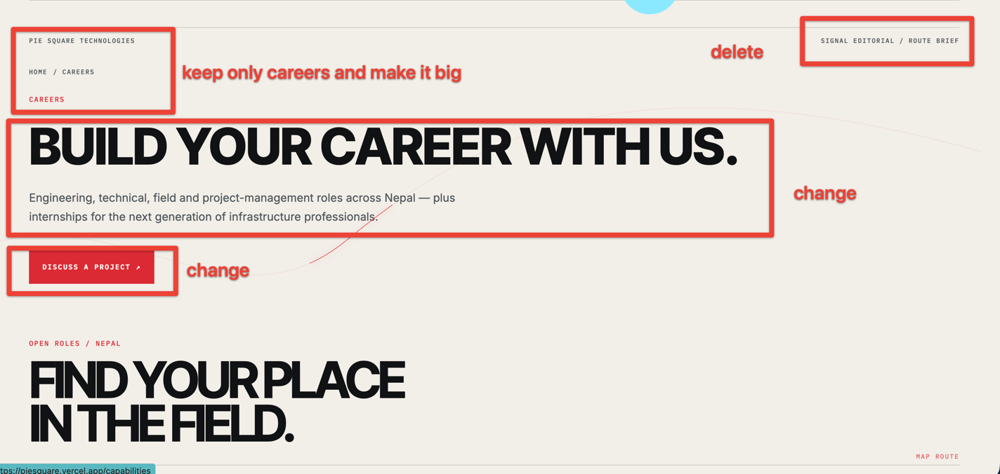 PIE SQUARE TECHNOLOGIES
SIGNAL EDITORIAL / ROUTE BRIEF
delete
HOME / CAREERS
keep only careers and make it big
CAREERS
BUILD YOUR CAREER WITH US.
Engineering, technical, field and project-management roles across Nepal — plus
internships for the next generation of infrastructure professionals.
change
DISCUSS A PROJECT ↗
change
OPEN ROLES / NEPAL
FIND YOUR PLACE
IN THE FIELD.
MAP ROUTE
ttps://piesquare.vercel.app/capabilities